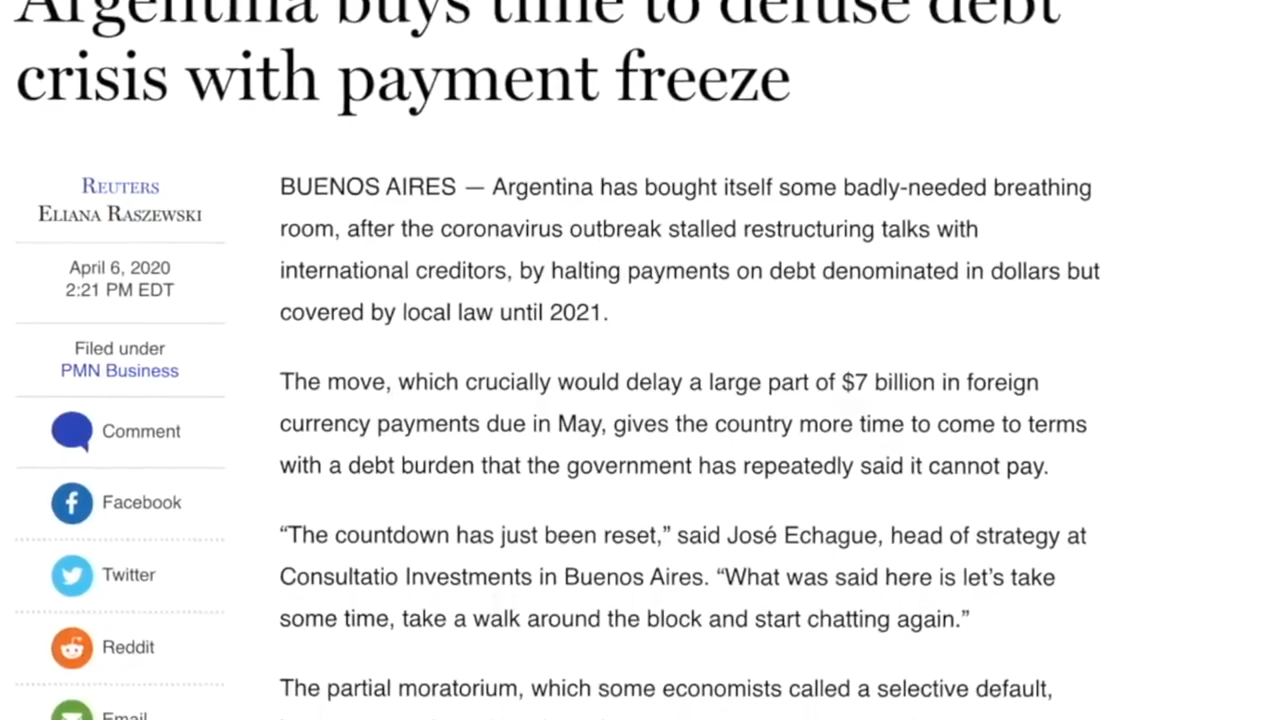 Argentina buys time to defuse debt
crisis with payment freeze
REUTERS
ELIANA RASZEWSKI
April 6, 2020
2:21 PM EDT
Filed under
PMN Business
Comment
Facebook
Twitter
Reddit
Email
BUENOS AIRES — Argentina has bought itself some badly-needed breathing
room, after the coronavirus outbreak stalled restructuring talks with
international creditors, by halting payments on debt denominated in dollars but
covered by local law until 2021.
The move, which crucially would delay a large part of $7 billion in foreign
currency payments due in May, gives the country more time to come to terms
with a debt burden that the government has repeatedly said it cannot pay.
“The countdown has just been reset,” said José Echague, head of strategy at
Consultatio Investments in Buenos Aires. “What was said here is let’s take
some time, take a walk around the block and start chatting again.”
The partial moratorium, which some economists called a selective default,